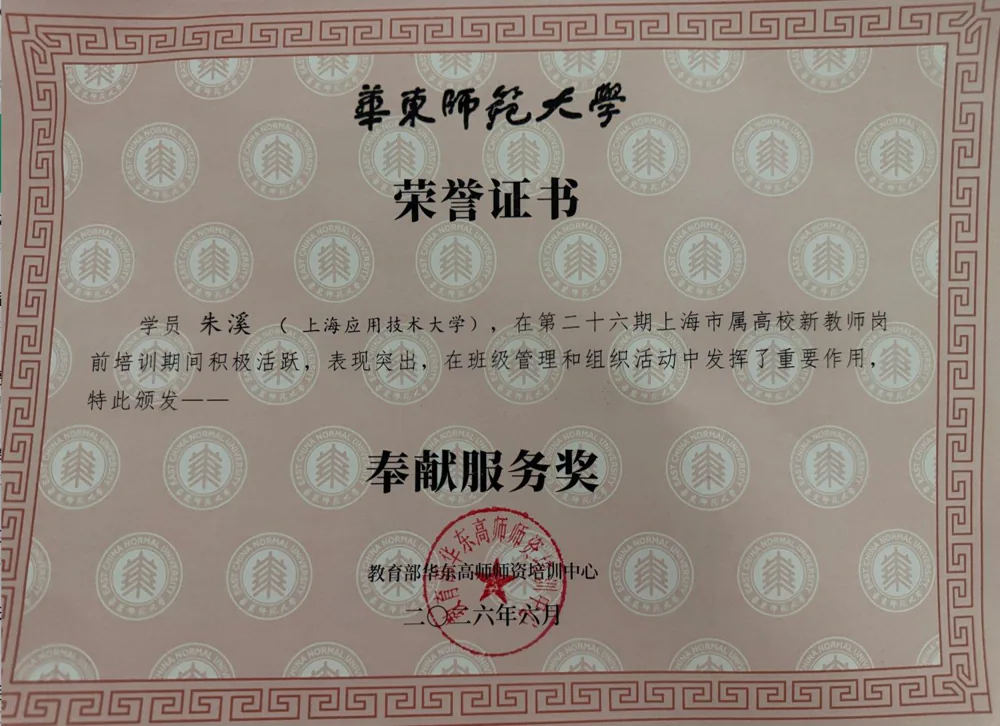 華東师範大學
荣誉证书
学员 朱溪 （ 上海应用技术大学），在第二十六期上海市属高校新教师岗
前培训期间积极活跃，表现突出，在班级管理和组织活动中发挥了重要作用，
特此颁发——
奉献服务奖
教育部华东高师师资培训中心
二〇二六年六月